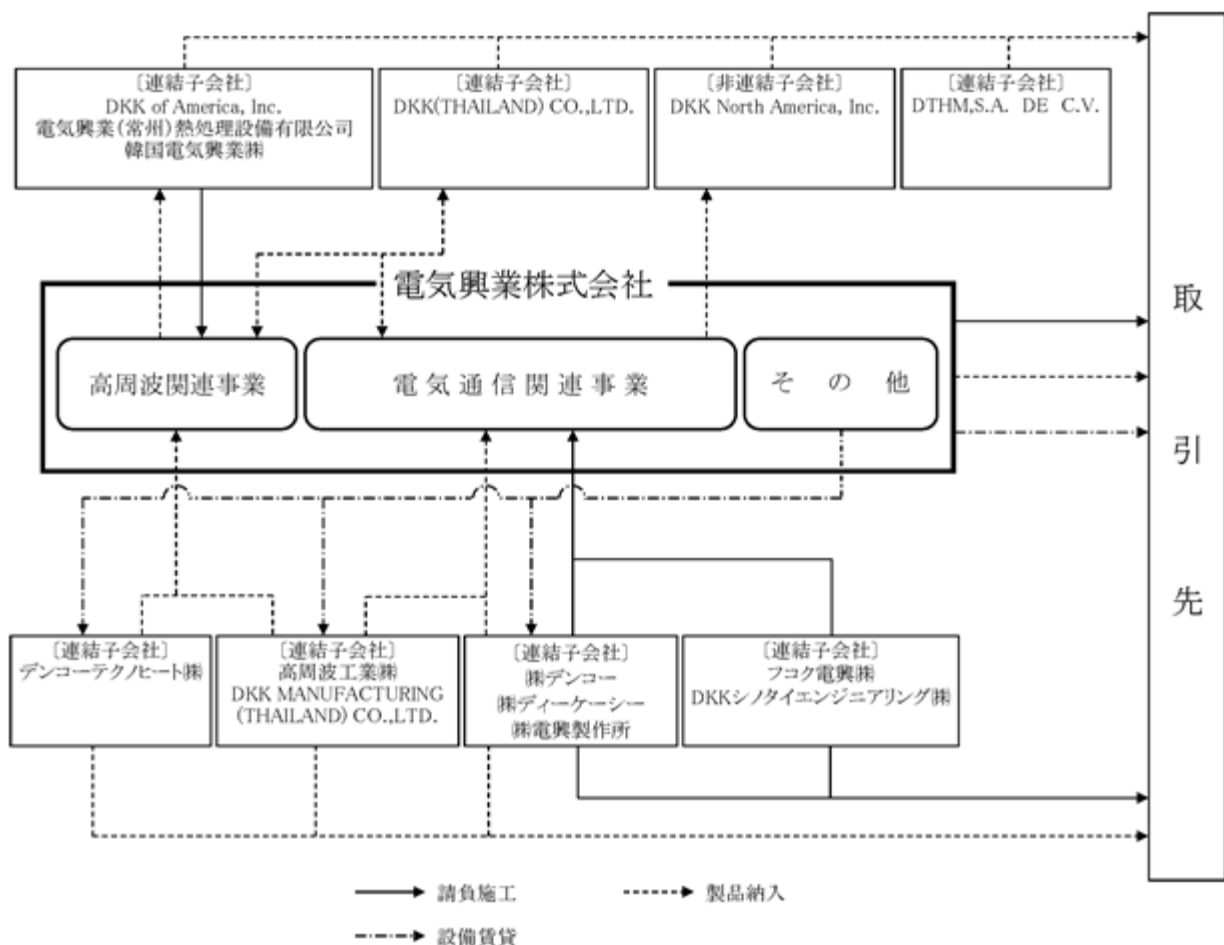 〔連結子会社〕
DKK of America, Inc.
電気興業(常州)熱処理設備有限公司
韓国電気興業㈱
〔連結子会社〕
DKK(THAILAND) CO.,LTD.
〔非連結子会社〕
DKK North America, Inc.
〔連結子会社〕
DTHM,S.A. DE C.V.
電気興業株式会社
高周波関連事業
電気通信関連事業
その他
取引先
〔連結子会社〕
デンコーテクノヒート㈱
〔連結子会社〕
高周波工業㈱
DKK MANUFACTURING
(THAILAND) CO.,LTD.
〔連結子会社〕
㈱デンコー
㈱ディーケーシー
㈱電興製作所
〔連結子会社〕
フコク電興㈱
DKKシノタイエンジニアリング㈱
請負施工
製品納入
設備賃貸